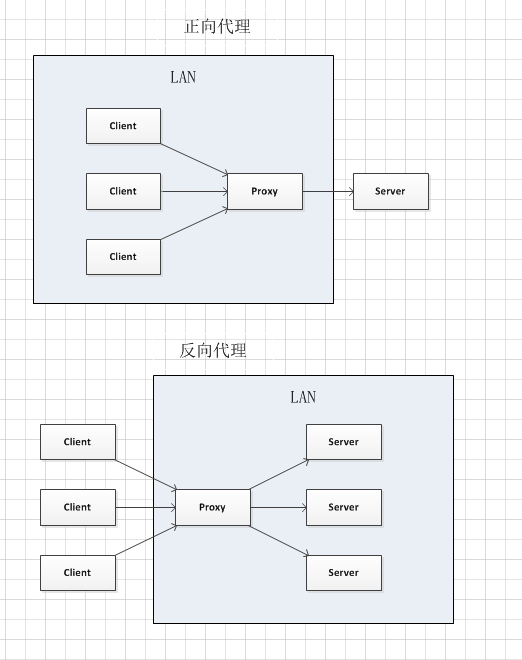 正向代理
LAN
Client
Client
Proxy
Server
Client
反向代理
LAN
Client
Server
Client
Proxy
Server
Client
Server